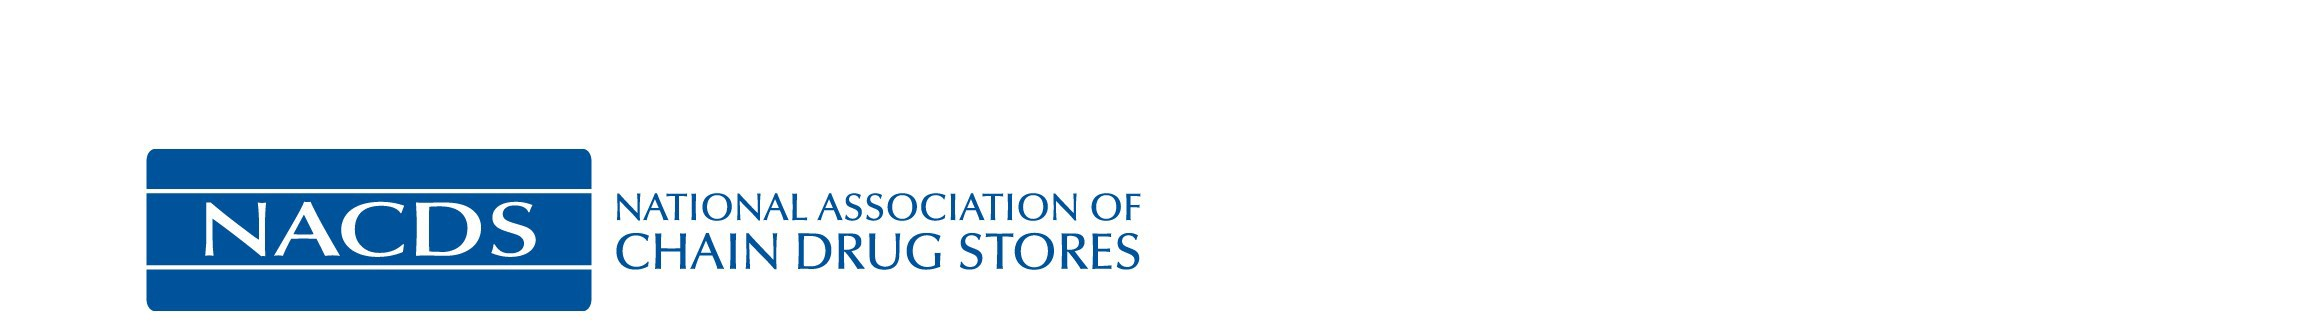 NACDS
NATIONAL ASSOCIATION OF
CHAIN DRUG STORES